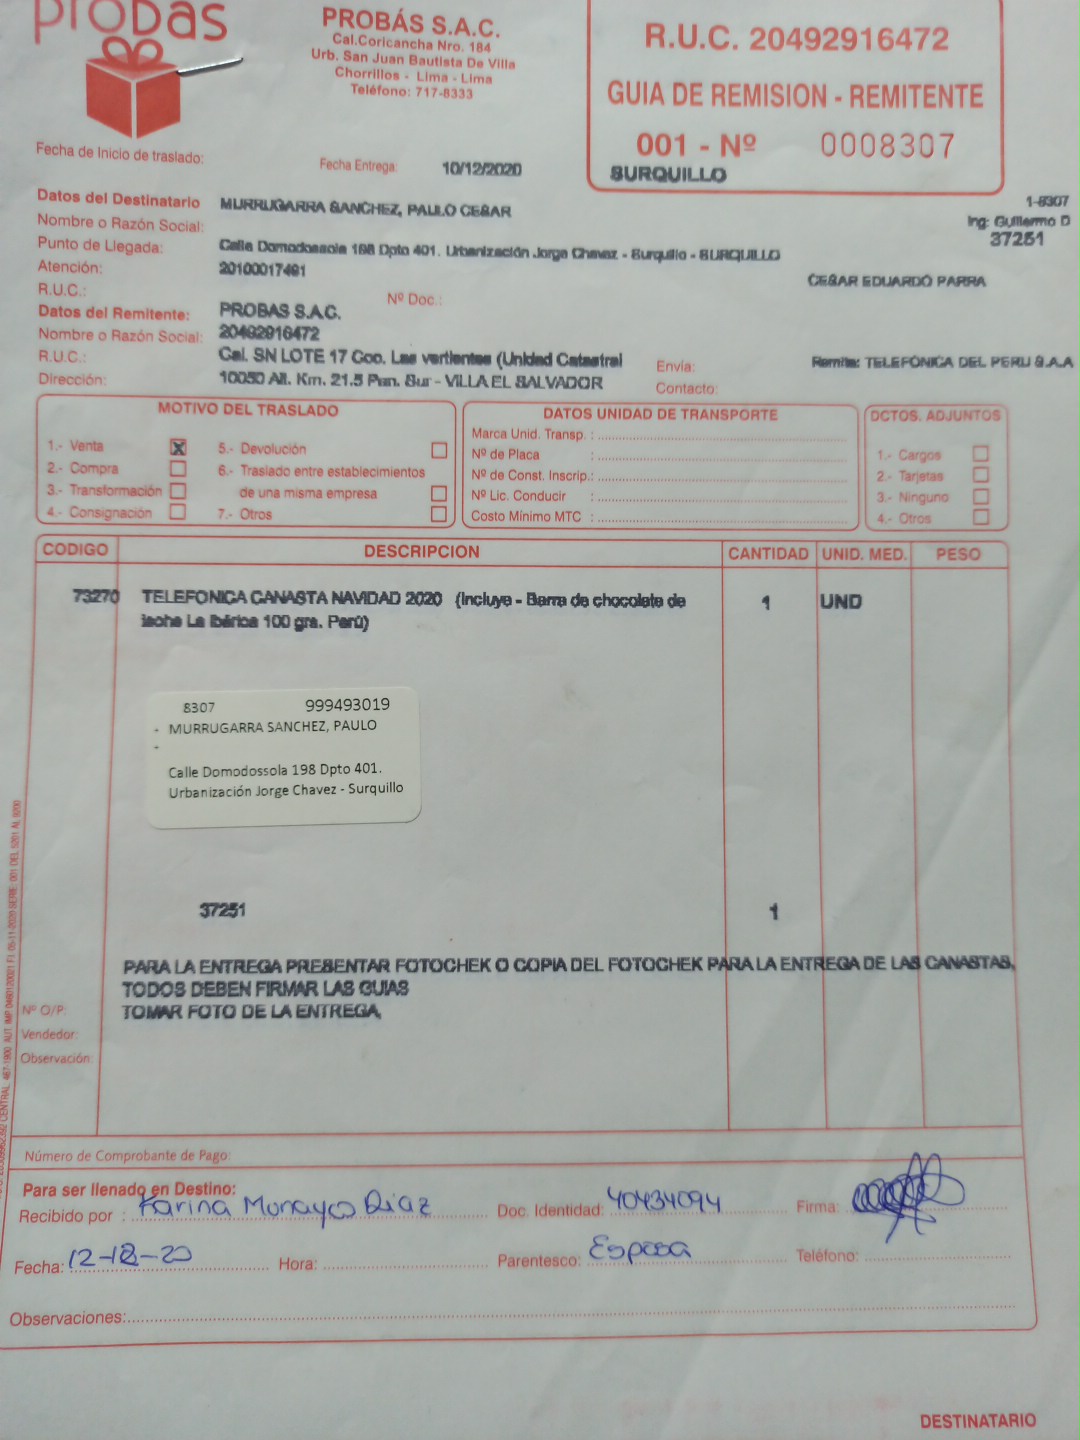 probás
PROBÁS S.A.C.
Cal.Coricancha Nro. 184
Urb. San Juan Bautista De Villa
Chorrillos - Lima - Lima
Teléfono: 717-8333
R.U.C. 20492916472
GUIA DE REMISION - REMITENTE
001 - Nº 0008307
SURQUILLO
Fecha de Inicio de traslado:
Fecha Entrega: 10/12/2020
1-8307
Ing: Guillermo D
37251
Datos del Destinatario
Nombre o Razón Social: MURRUGARRA SANCHEZ, PAULO CESAR
Punto de Llegada: Calle Domodossola 198 Dpto 401. Urbanización Jorge Chavez - Surquillo - SURQUILLO
Atención: 20100017491
CESAR EDUARDO PARRA
R.U.C.: Nº Doc.:
Datos del Remitente: PROBAS S.A.C.
Nombre o Razón Social: 20492916472
R.U.C.: Cal. SN LOTE 17 Coo. Las vertientes (Unidad Catastral
Dirección: 10050 Alt. Km. 21.5 Pan. Sur - VILLA EL SALVADOR
Envía: Remite: TELEFÓNICA DEL PERU S.A.A
Contacto:
MOTIVO DEL TRASLADO
1.- Venta X
2.- Compra
3.- Transformación
4.- Consignación
5.- Devolución
6.- Traslado entre establecimientos
de una misma empresa
7.- Otros
DATOS UNIDAD DE TRANSPORTE
Marca Unid. Transp. :
Nº de Placa :
Nº de Const. Inscrip.:
Nº Lic. Conducir :
Costo Mínimo MTC :
DCTOS. ADJUNTOS
1.- Cargos
2.- Tarjetas
3.- Ninguno
4.- Otros
CODIGO DESCRIPCION CANTIDAD UNID. MED. PESO
73270 TELEFONICA CANASTA NAVIDAD 2020 (Incluye - Barra de chocolate de 1 UND
leche La Ibérica 100 grs. Perú)
8307 999493019
- MURRUGARRA SANCHEZ, PAULO
-
Calle Domodossola 198 Dpto 401.
Urbanización Jorge Chavez - Surquillo
37251 1
PARA LA ENTREGA PRESENTAR FOTOCHEK O COPIA DEL FOTOCHEK PARA LA ENTREGA DE LAS CANASTAS,
TODOS DEBEN FIRMAR LAS GUIAS
TOMAR FOTO DE LA ENTREGA,
Nº O/P:
Vendedor:
Observación:
Número de Comprobante de Pago:
Para ser llenado en Destino:
Recibido por : Karina Munayco Diaz Doc. Identidad: 40434094 Firma:
Fecha: 12-12-20 Hora: Parentesco: Esposa Teléfono:
Observaciones:
DESTINATARIO